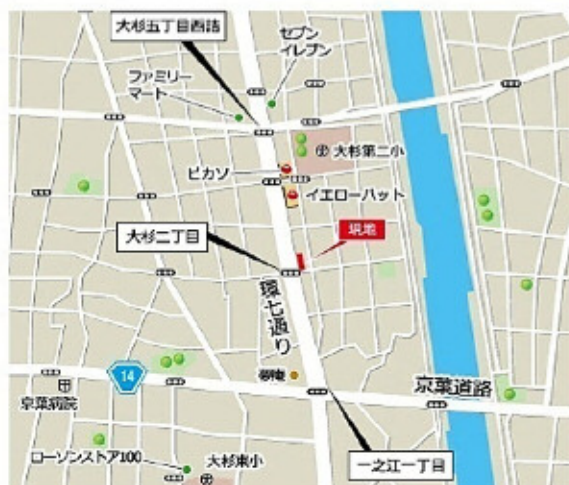 大杉五丁目西詰
セブン
イレブン
ファミリー
マート
大杉第二小
ピカソ
イエローハット
大杉二丁目
現地
環七通り
14
夢庵
京葉道路
京葉病院
一之江一丁目
ローソンストア100
大杉東小